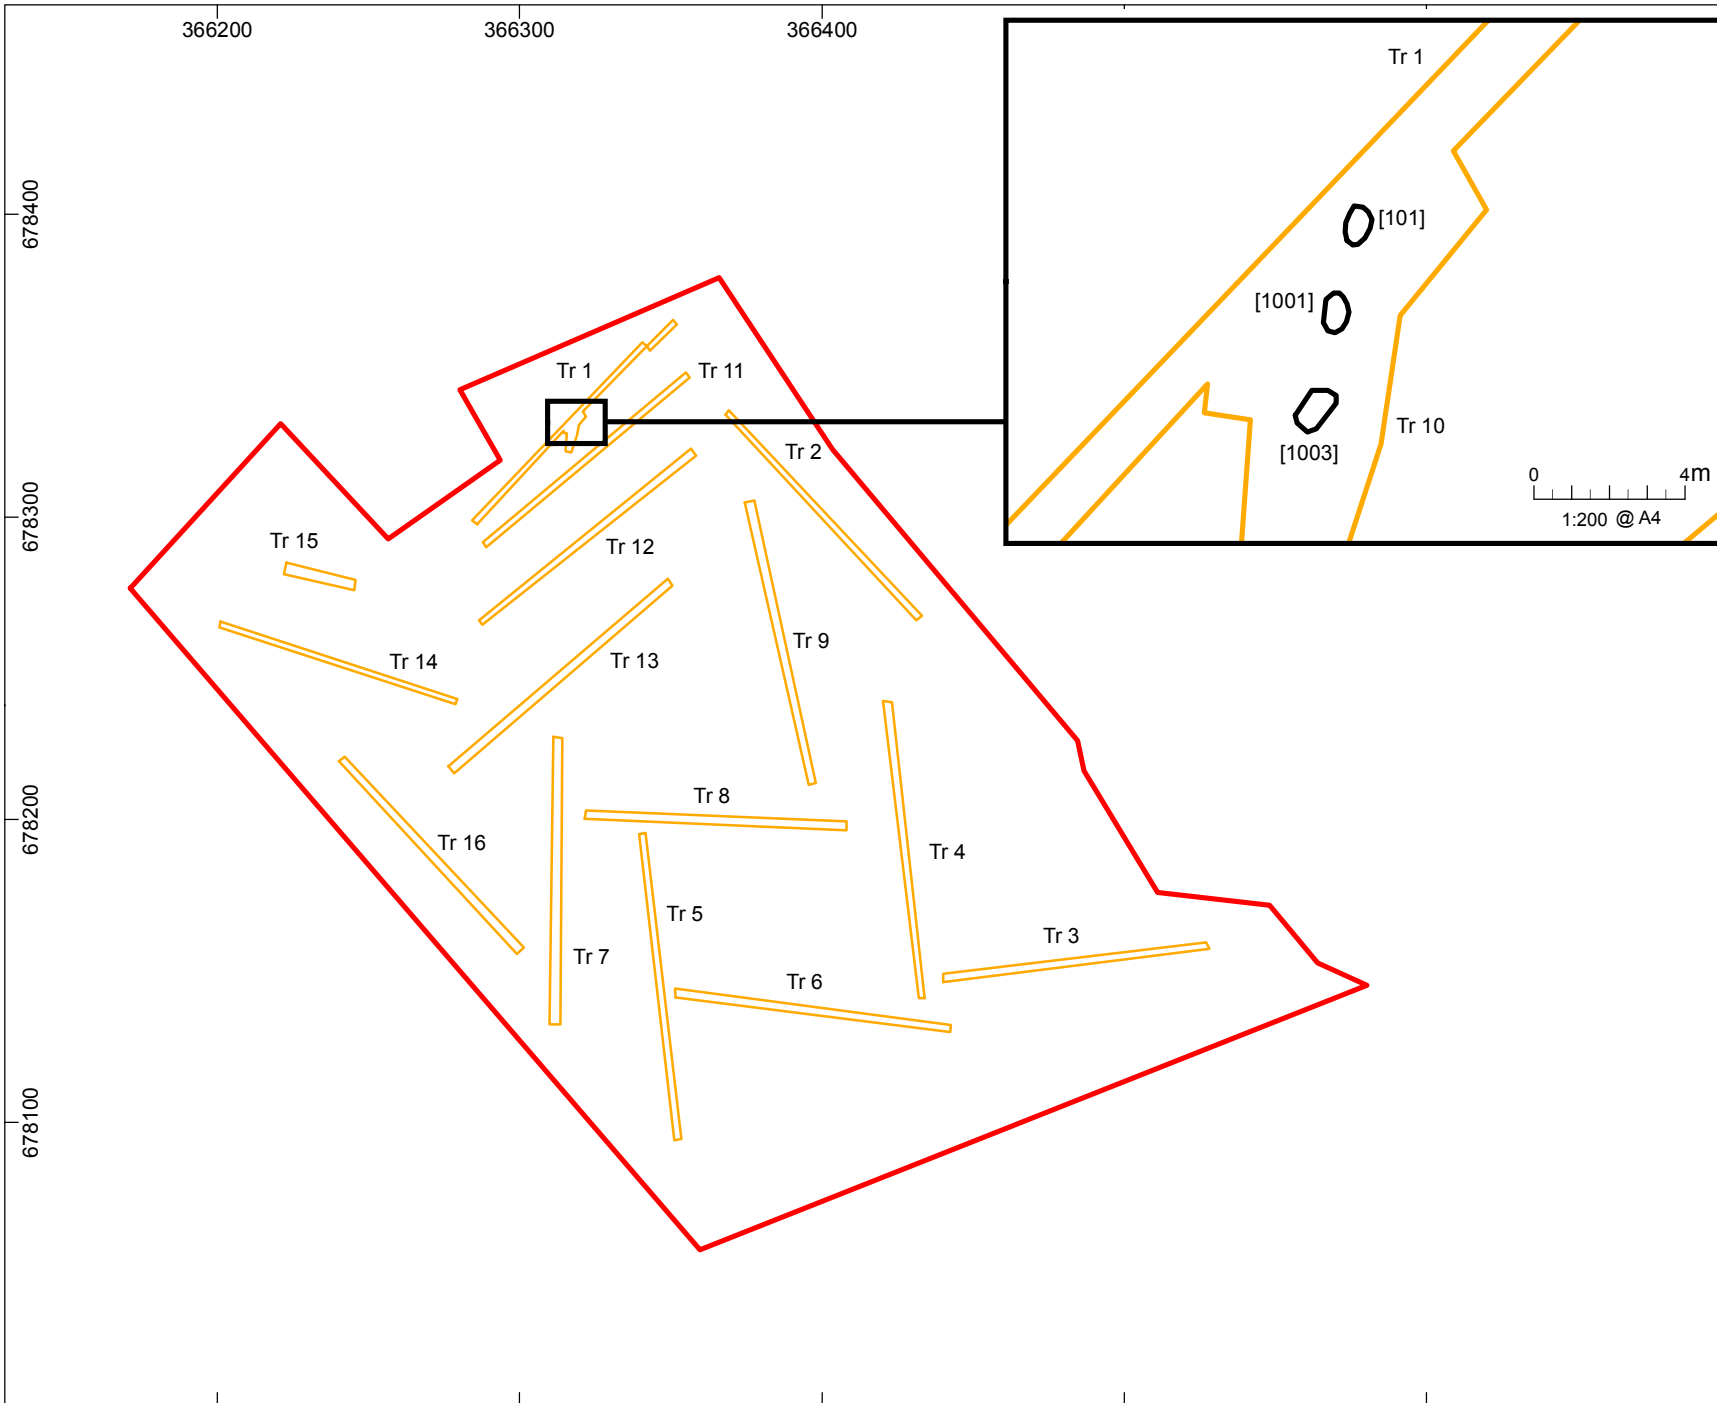 366200
366300
366400
678400
678300
678200
678100
Tr 1
[101]
[1001]
Tr 10
[1003]
0
4m
1:200 @ A4
Tr 1
Tr 11
Tr 2
Tr 12
Tr 15
Tr 9
Tr 13
Tr 14
Tr 8
Tr 16
Tr 4
Tr 5
Tr 3
Tr 7
Tr 6